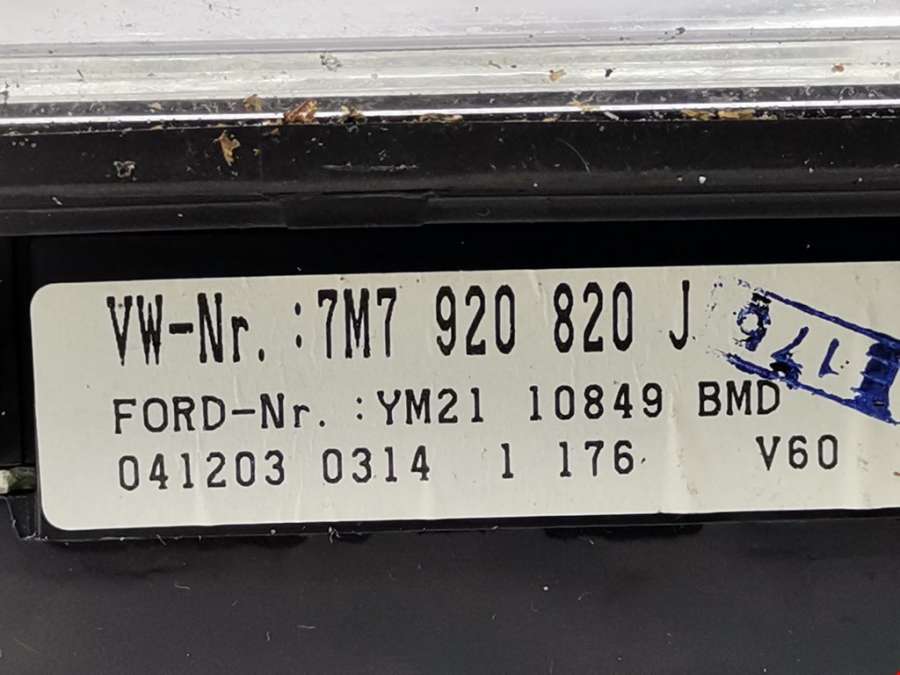 VW-Nr.:7M7 920 820 J
FORD-Nr.:YM21 10849 BMD
041203 0314 1 176 V60